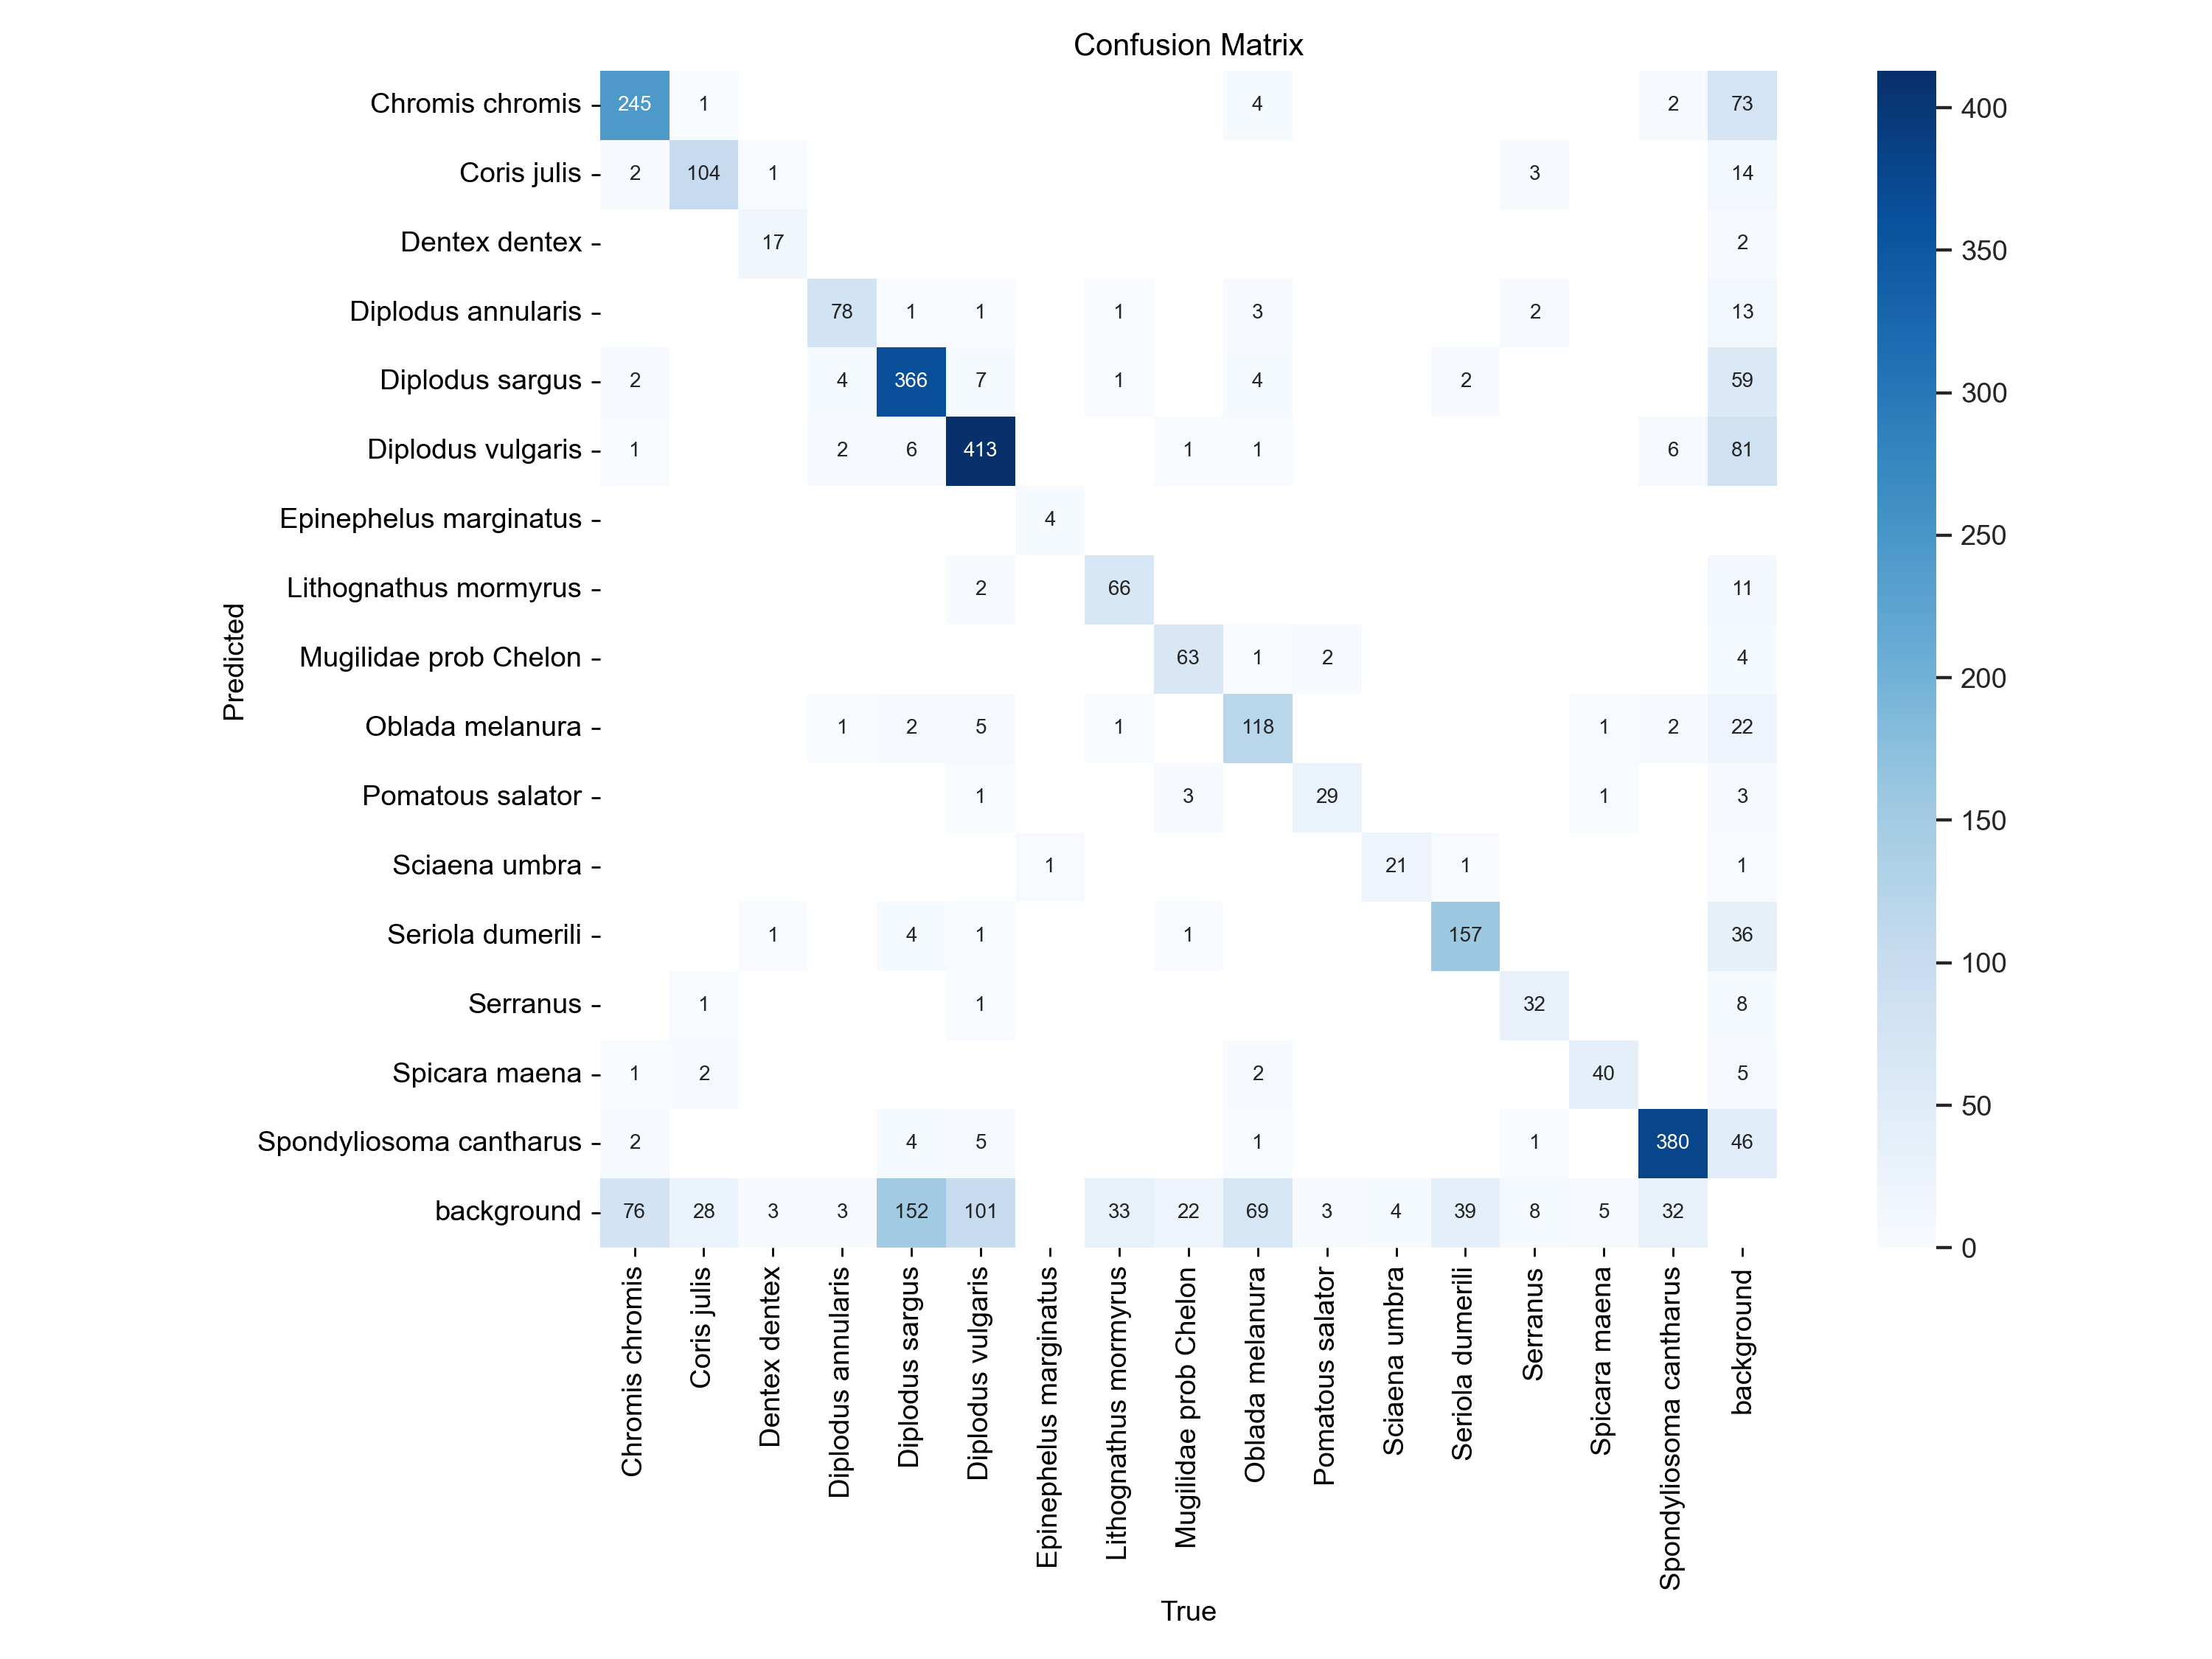 Confusion Matrix
Predicted
Chromis chromis 245 1 4 2 73
Coris julis 2 104 1 3 14
Dentex dentex 17 2
Diplodus annularis 78 1 1 1 3 2 13
Diplodus sargus 2 4 366 7 1 4 2 59
Diplodus vulgaris 1 2 6 413 1 1 6 81
Epinephelus marginatus 4
Lithognathus mormyrus 2 66 11
Mugilidae prob Chelon 63 1 2 4
Oblada melanura 1 2 5 1 118 1 2 22
Pomatous salator 1 3 29 1 3
Sciaena umbra 1 21 1 1
Seriola dumerili 1 4 1 1 157 36
Serranus 1 1 32 8
Spicara maena 1 2 2 40 5
Spondyliosoma cantharus 2 4 5 1 1 380 46
background 76 28 3 3 152 101 33 22 69 3 4 39 8 5 32
Chromis chromis
Coris julis
Dentex dentex
Diplodus annularis
Diplodus sargus
Diplodus vulgaris
Epinephelus marginatus
Lithognathus mormyrus
Mugilidae prob Chelon
Oblada melanura
Pomatous salator
Sciaena umbra
Seriola dumerili
Serranus
Spicara maena
Spondyliosoma cantharus
background
True
400
350
300
250
200
150
100
50
0